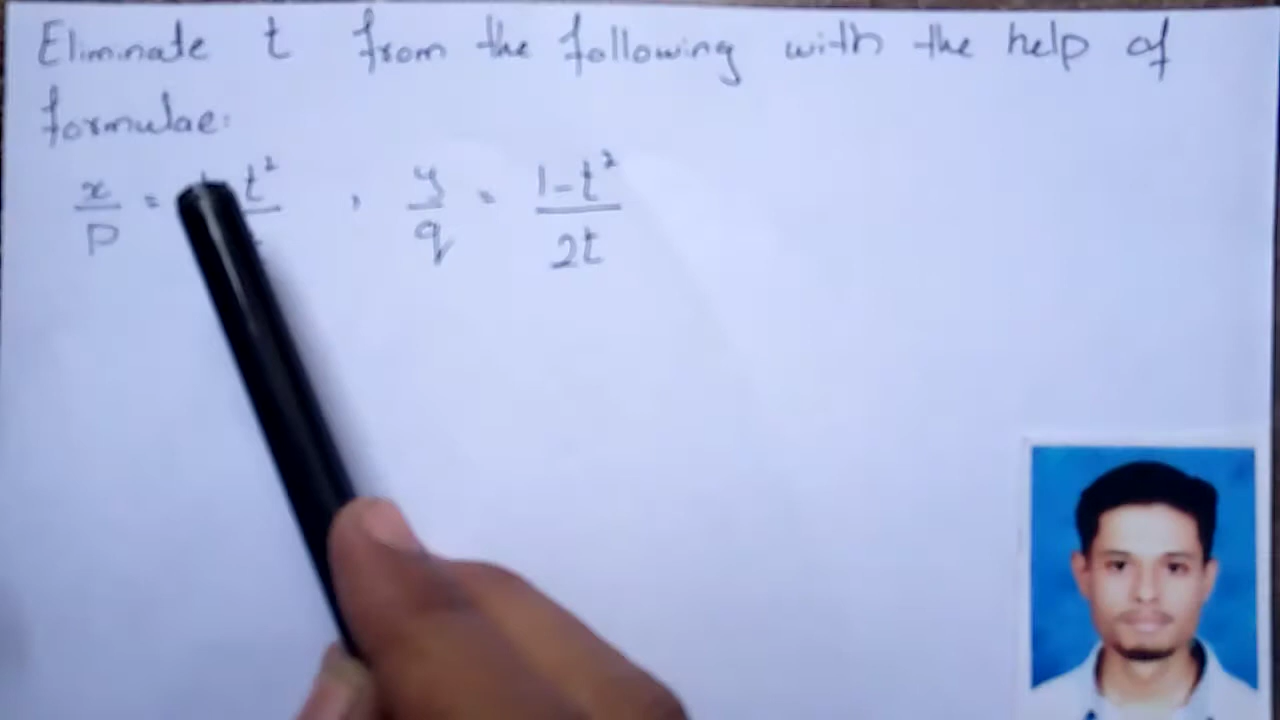 Eliminate t from the following with the help of
formulae:
x/p = t² , y/q = 1-t²/2t